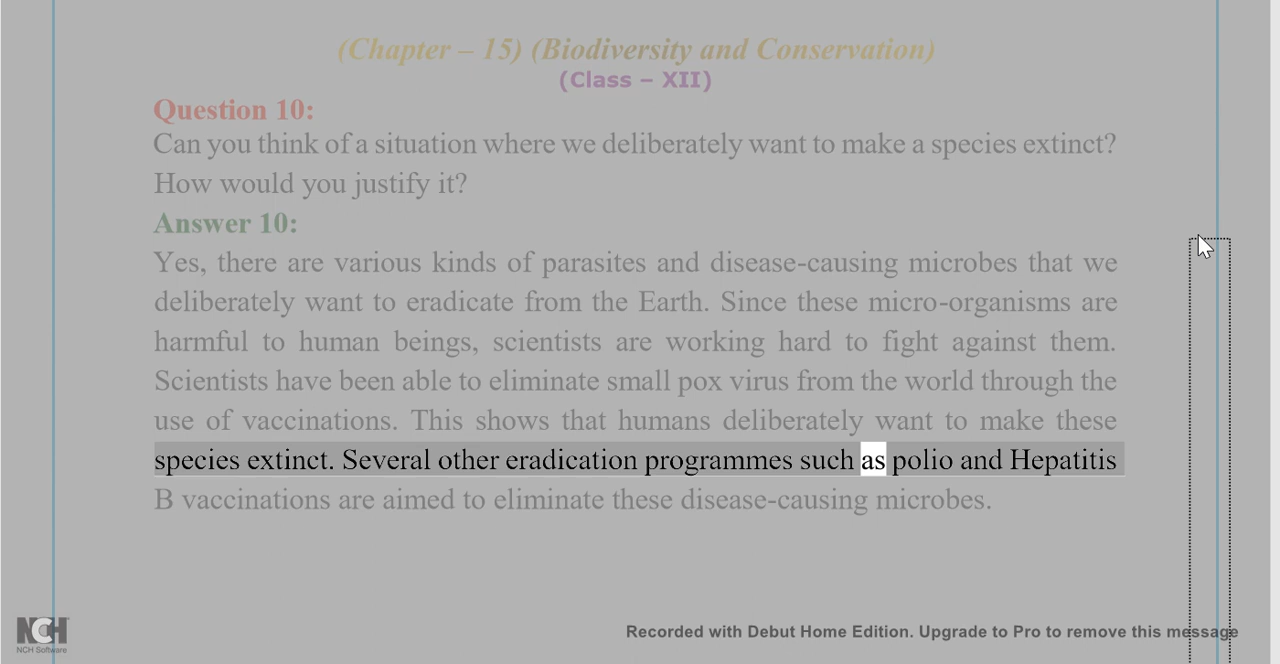 (Chapter – 15) (Biodiversity and Conservation)
(Class – XII)
Question 10:
Can you think of a situation where we deliberately want to make a species extinct?
How would you justify it?
Answer 10:
Yes, there are various kinds of parasites and disease-causing microbes that we
deliberately want to eradicate from the Earth. Since these micro-organisms are
harmful to human beings, scientists are working hard to fight against them.
Scientists have been able to eliminate small pox virus from the world through the
use of vaccinations. This shows that humans deliberately want to make these
species extinct. Several other eradication programmes such as polio and Hepatitis
B vaccinations are aimed to eliminate these disease-causing microbes.
NCH
NCH Software
Recorded with Debut Home Edition. Upgrade to Pro to remove this message